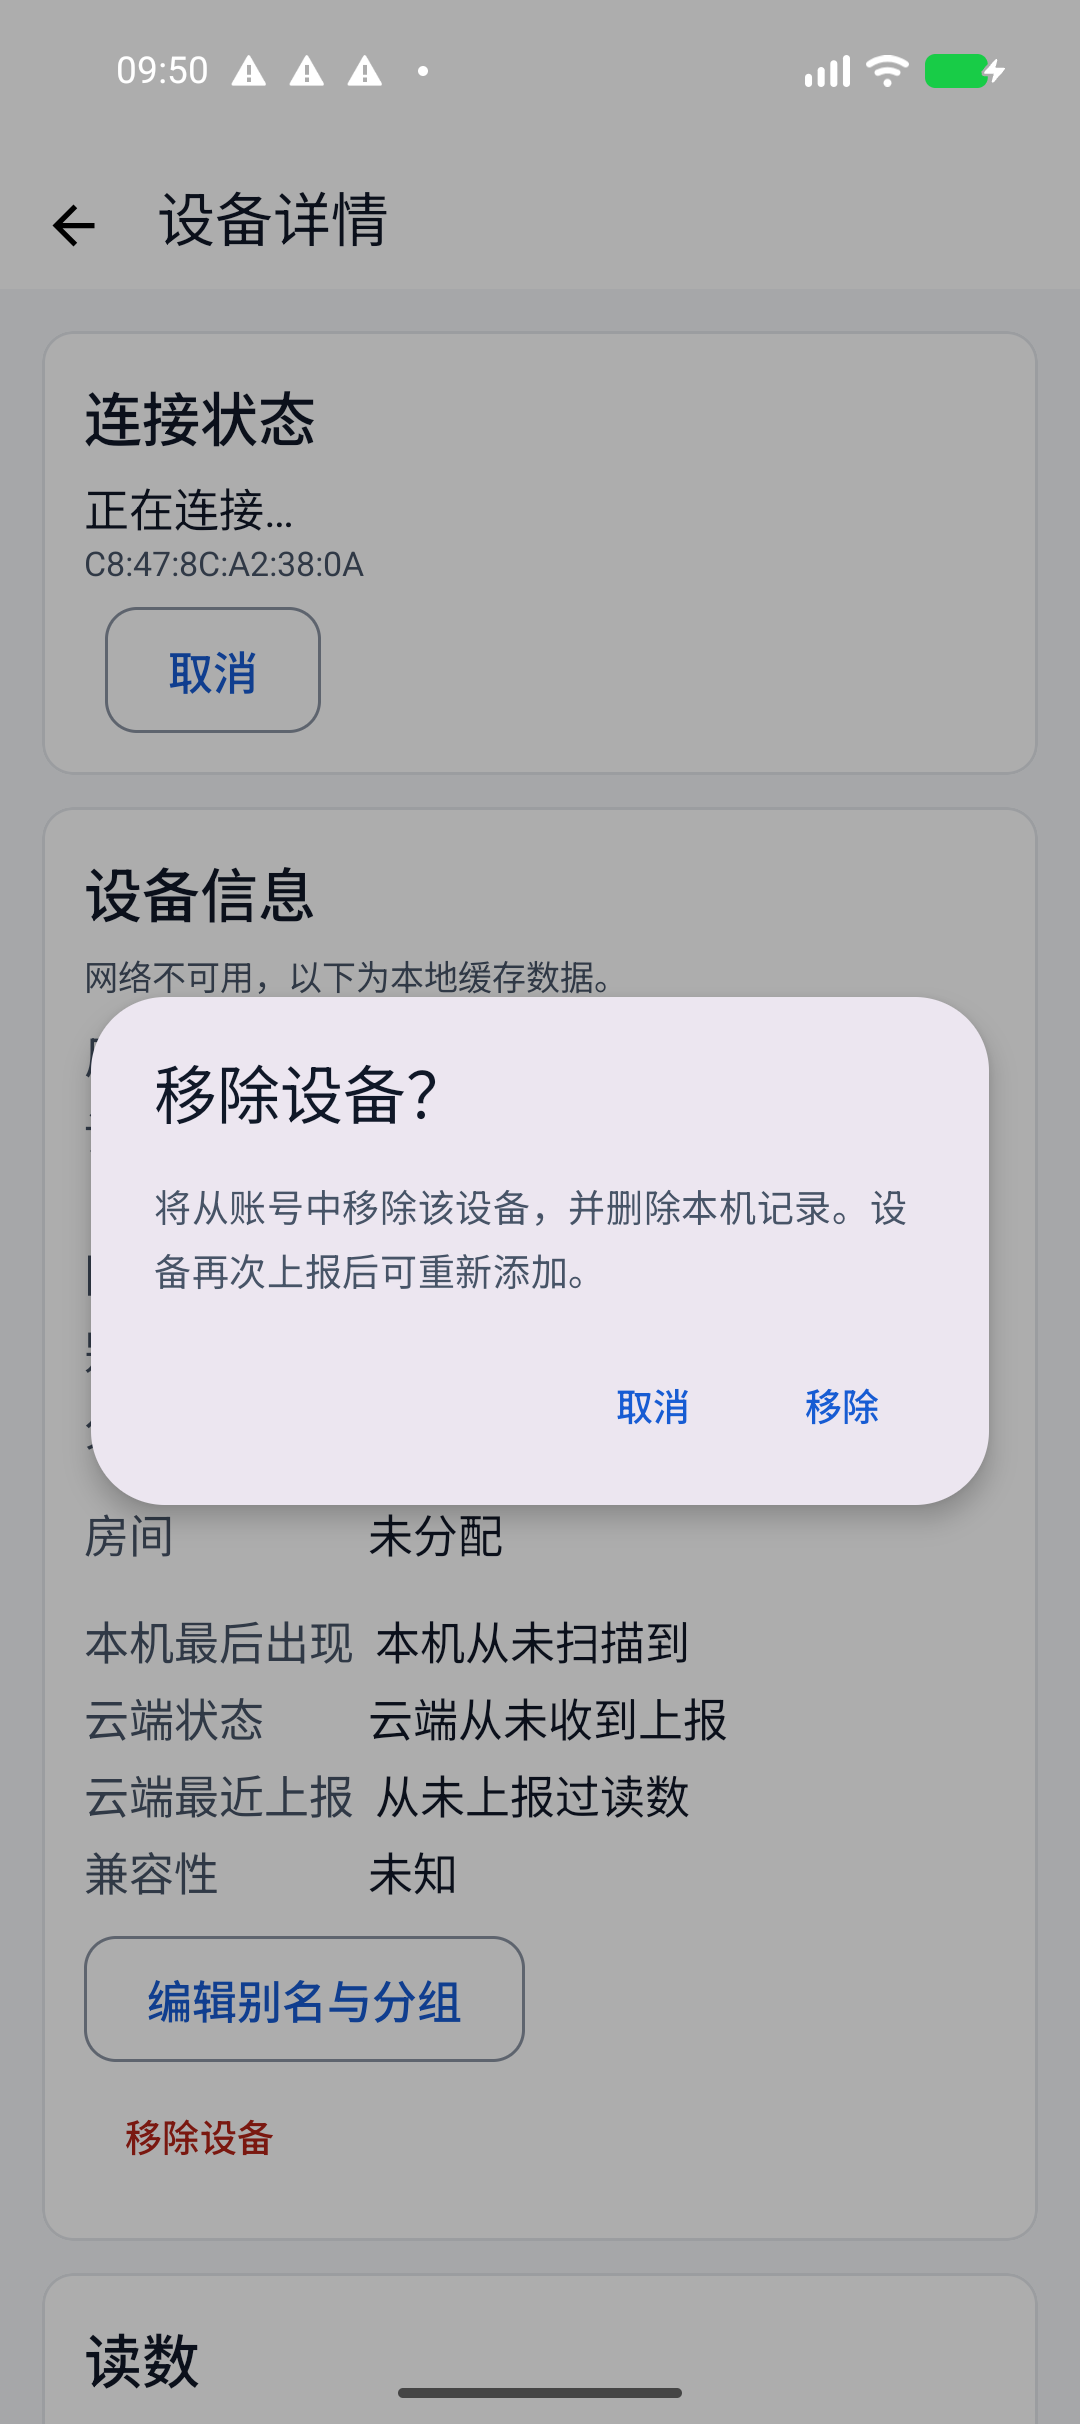 09:50
设备详情
连接状态
正在连接...
C8:47:8C:A2:38:0A
取消
设备信息
网络不可用，以下为本地缓存数据。
移除设备？
将从账号中移除该设备，并删除本机记录。设
备再次上报后可重新添加。
取消 移除
房间 未分配
本机最后出现 本机从未扫描到
云端状态 云端从未收到上报
云端最近上报 从未上报过读数
兼容性 未知
编辑别名与分组
移除设备
读数